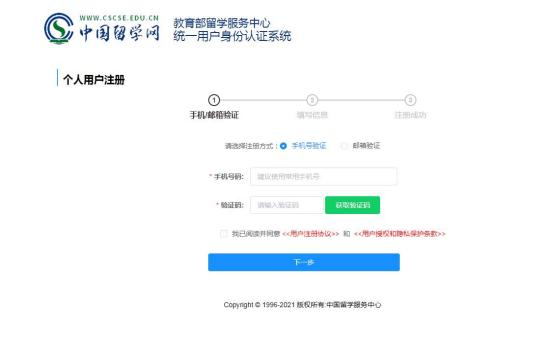 WWW.CSCSE.EDU.CN
中国留学网
教育部留学服务中心
统一用户身份认证系统
个人用户注册
1 2 3
手机/邮箱验证 填写信息 注册成功
请选择注册方式: 手机号验证 邮箱验证
* 手机号码: 建议使用常用手机号
* 验证码: 请输入验证码 获取验证码
我已阅读并同意 <<用户注册协议>> 和 <<用户授权和隐私保护条款>>
下一步
Copyright © 1996-2021 版权所有:中国留学服务中心